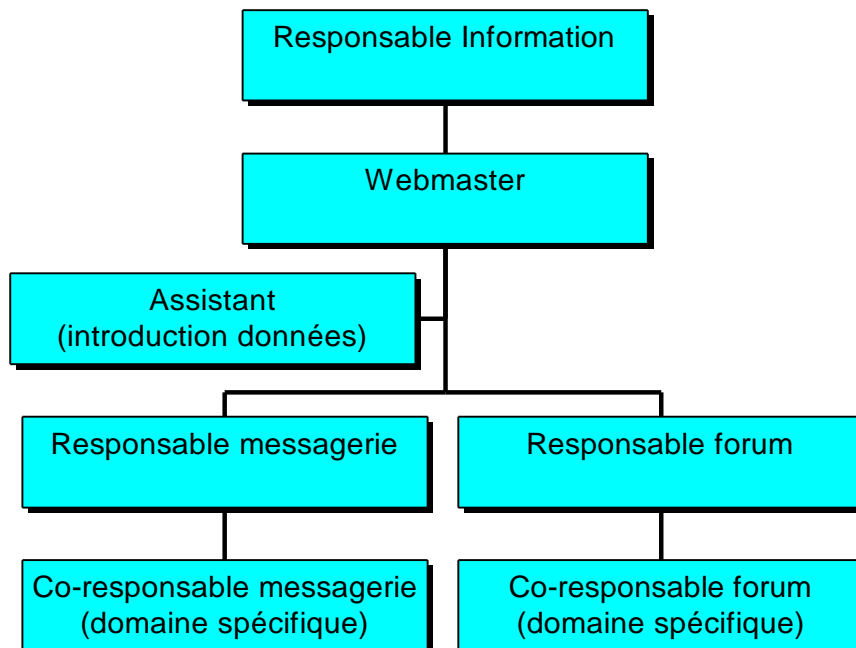 Responsable Information
Webmaster
Assistant
(introduction données)
Responsable messagerie
Responsable forum
Co-responsable messagerie
(domaine spécifique)
Co-responsable forum
(domaine spécifique)